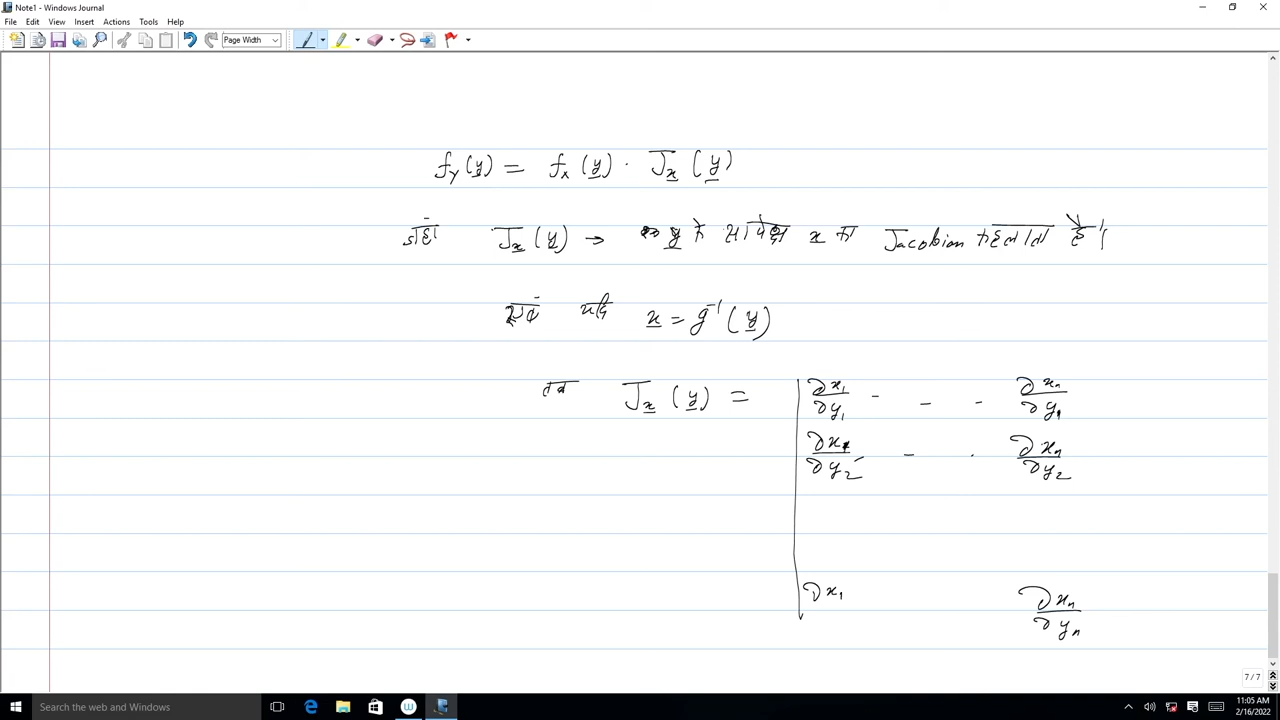 Note1 - Windows Journal
File Edit View Insert Actions Tools Help
Page Width
f_Y(y) = f_x(y) · J_x(y)
जहाँ J_x(y) → y के सापेक्ष x का Jacobian कहलाता है।
यदि x = g⁻¹(y)
तब J_x(y) = | ∂x₁/∂y₁ - - - ∂xₙ/∂y₁
∂x₁/∂y₂ - - · ∂xₙ/∂y₂
∂x₁ ∂xₙ/∂yₙ
7 / 7
Search the web and Windows
11:05 AM
2/16/2022